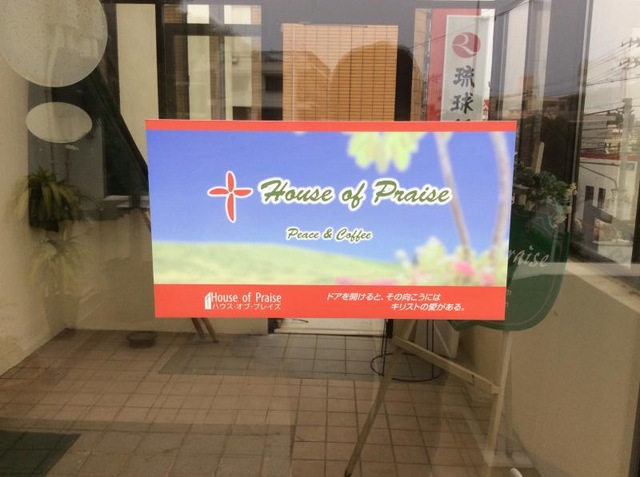 琉球
House of Praise
Peace & Coffee
House of Praise
ハウス・オブ・プレイズ
ドアを開けると、その向こうには
キリストの愛がある。
raise